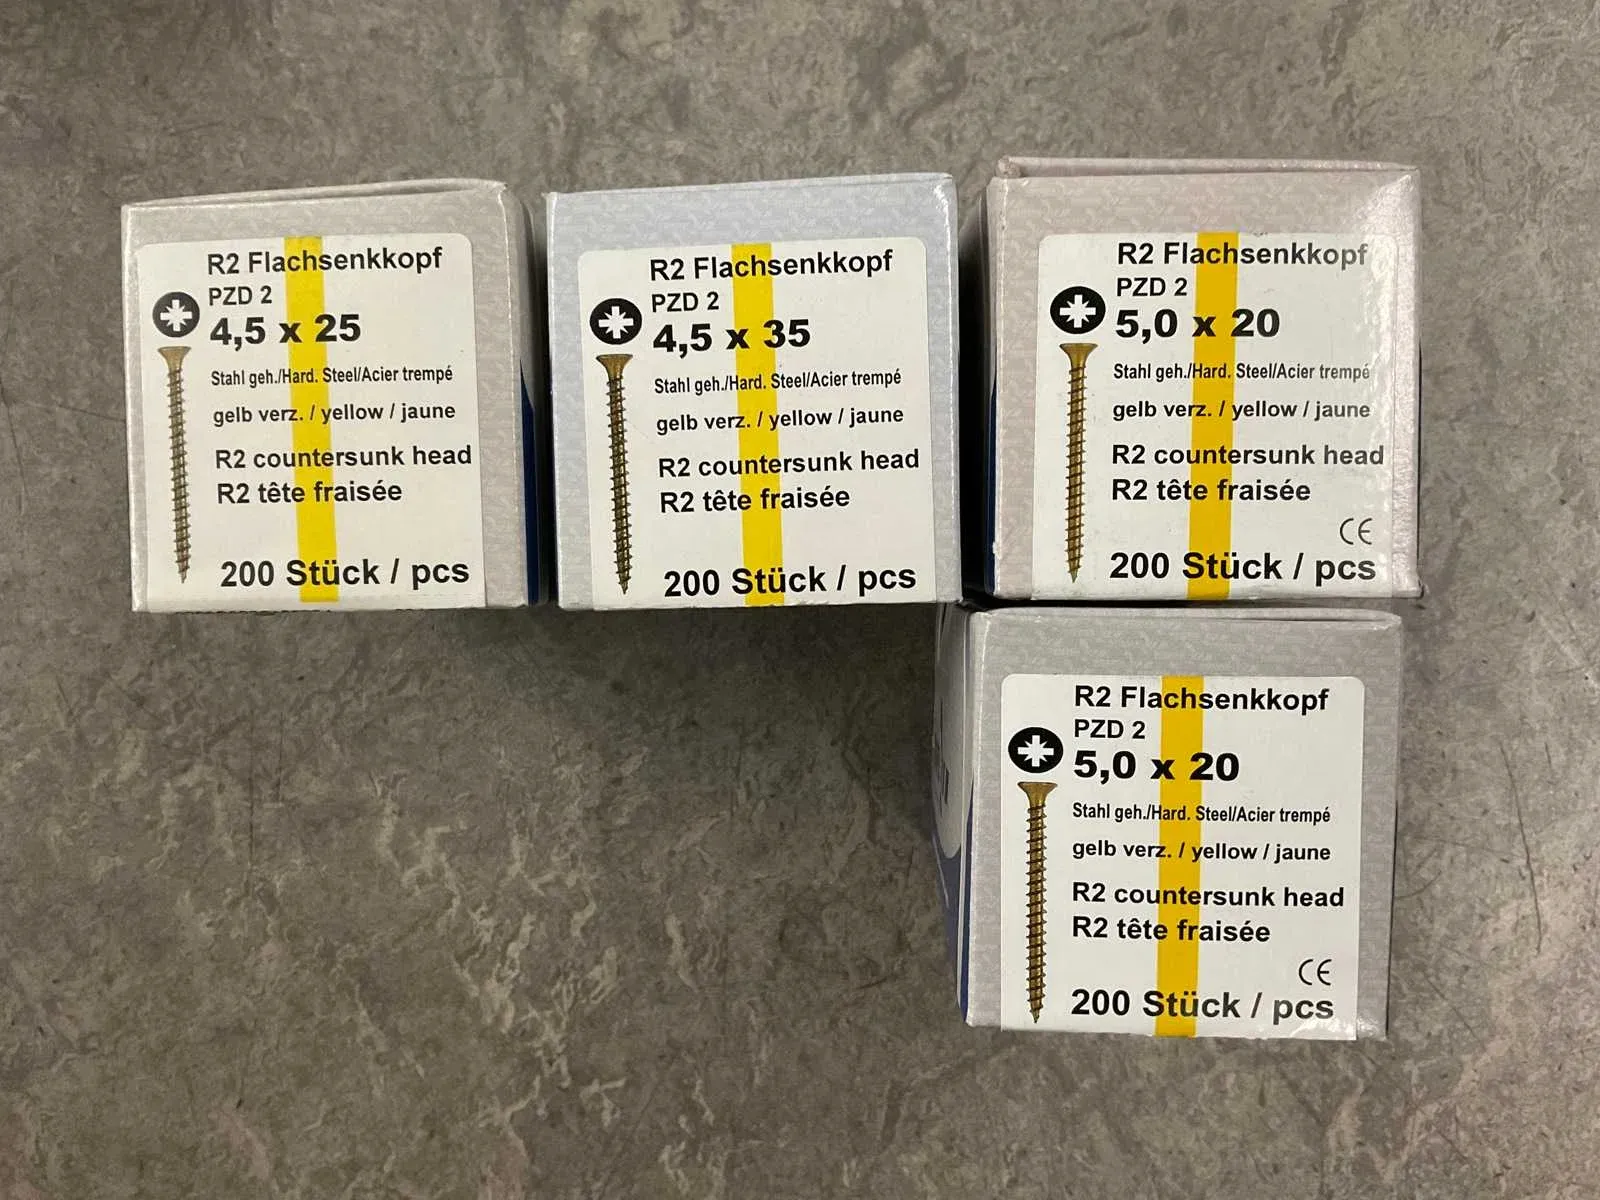 R2 Flachsenkkopf
PZD 2
4,5 x 25
Stahl geh./Hard. Steel/Acier trempé
gelb verz. / yellow / jaune
R2 countersunk head
R2 tête fraisée
200 Stück / pcs
R2 Flachsenkkopf
PZD 2
4,5 x 35
Stahl geh./Hard. Steel/Acier trempé
gelb verz. / yellow / jaune
R2 countersunk head
R2 tête fraisée
200 Stück / pcs
R2 Flachsenkkopf
PZD 2
5,0 x 20
Stahl geh./Hard. Steel/Acier trempé
gelb verz. / yellow / jaune
R2 countersunk head
R2 tête fraisée
CE
200 Stück / pcs
R2 Flachsenkkopf
PZD 2
5,0 x 20
Stahl geh./Hard. Steel/Acier trempé
gelb verz. / yellow / jaune
R2 countersunk head
R2 tête fraisée
CE
200 Stück / pcs